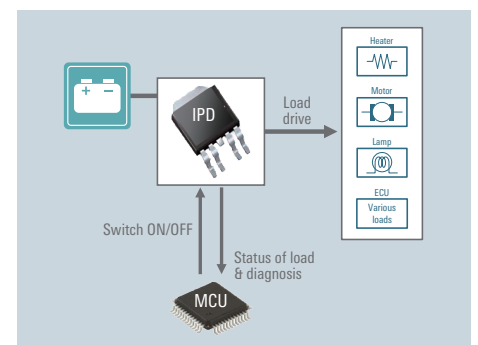 Heater
IPD
Load
drive
Motor
Lamp
ECU
Various
loads
Switch ON/OFF
Status of load
& diagnosis
MCU